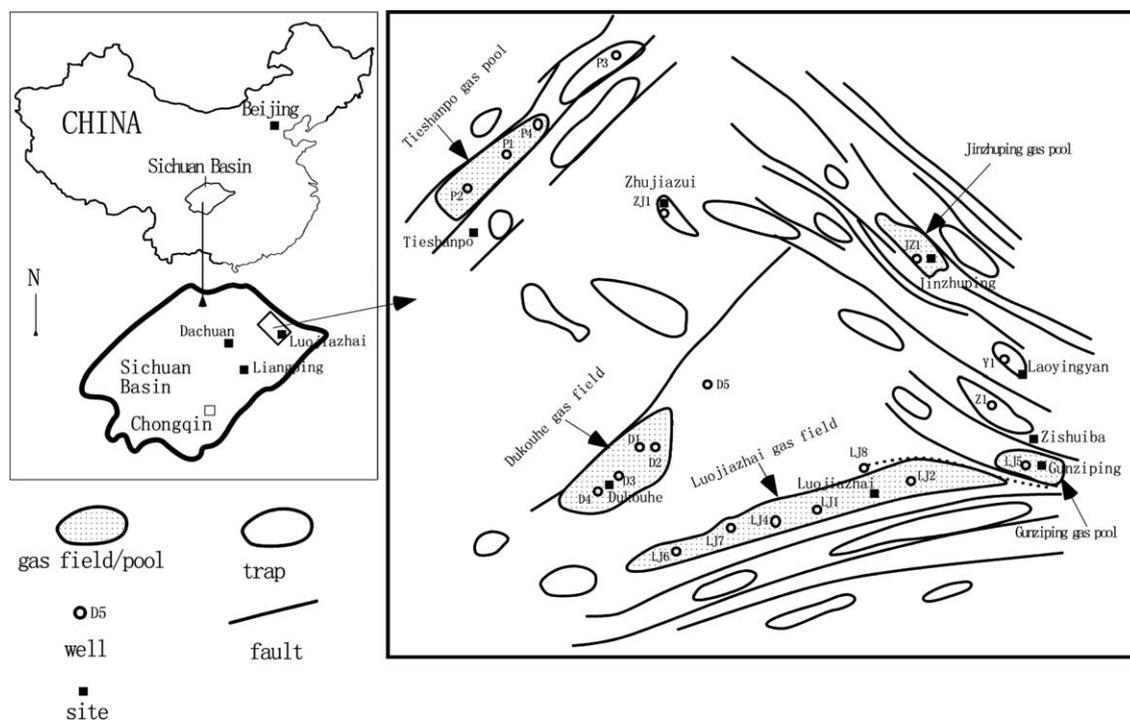 CHINA
Beijing
Sichuan Basin
N
Dachuan
Luojiazhai
Liangping
Sichuan
Basin
Chongqin
gas field/pool
trap
D5
well
fault
site
Tieshanpo gas pool
P3
P4
P1
P2
Tieshanpo
Zhujiazui
ZJ1
Jinzhuping gas pool
JZ1
Jinzhuping
Y1
Laoyingyan
Z1
Zishuiba
D5
Dukouhe gas field
D1
D2
D3
D4
Dukouhe
Luojiazhai gas field
LJ8
Luojiazhai
LJ2
LJ1
LJ4
LJ7
LJ6
LJ5
Gunziping
Gunziping gas pool